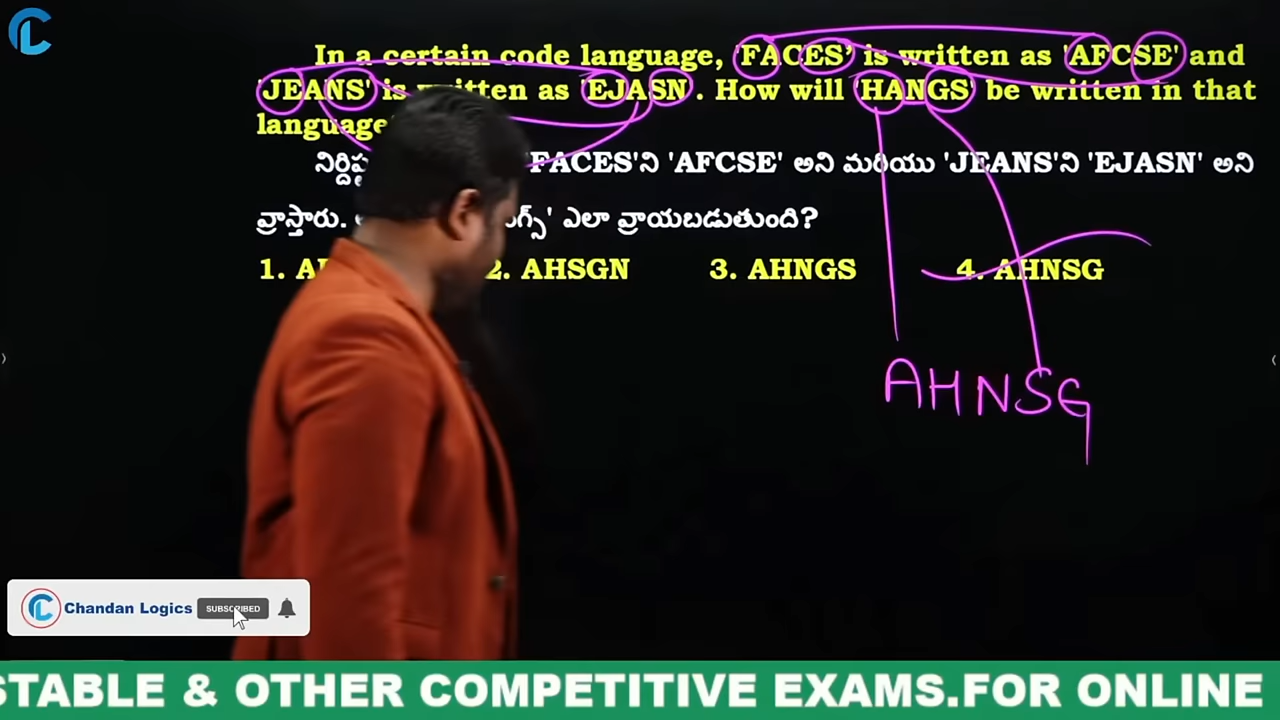 In a certain code language, 'FACES' is written as 'AFCSE' and
'JEANS' is written as 'EJASN'. How will 'HANGS' be written in that
language
నిర్దిష్ట 'FACES'ని 'AFCSE' అని మరియు 'JEANS'ని 'EJASN' అని
వ్రాస్తారు. ఎలా వ్రాయబడుతుంది?
1. 2. AHSGN 3. AHNGS 4. AHNSG
AHNSG
Chandan Logics SUBSCRIBED
STABLE & OTHER COMPETITIVE EXAMS.FOR ONLINE